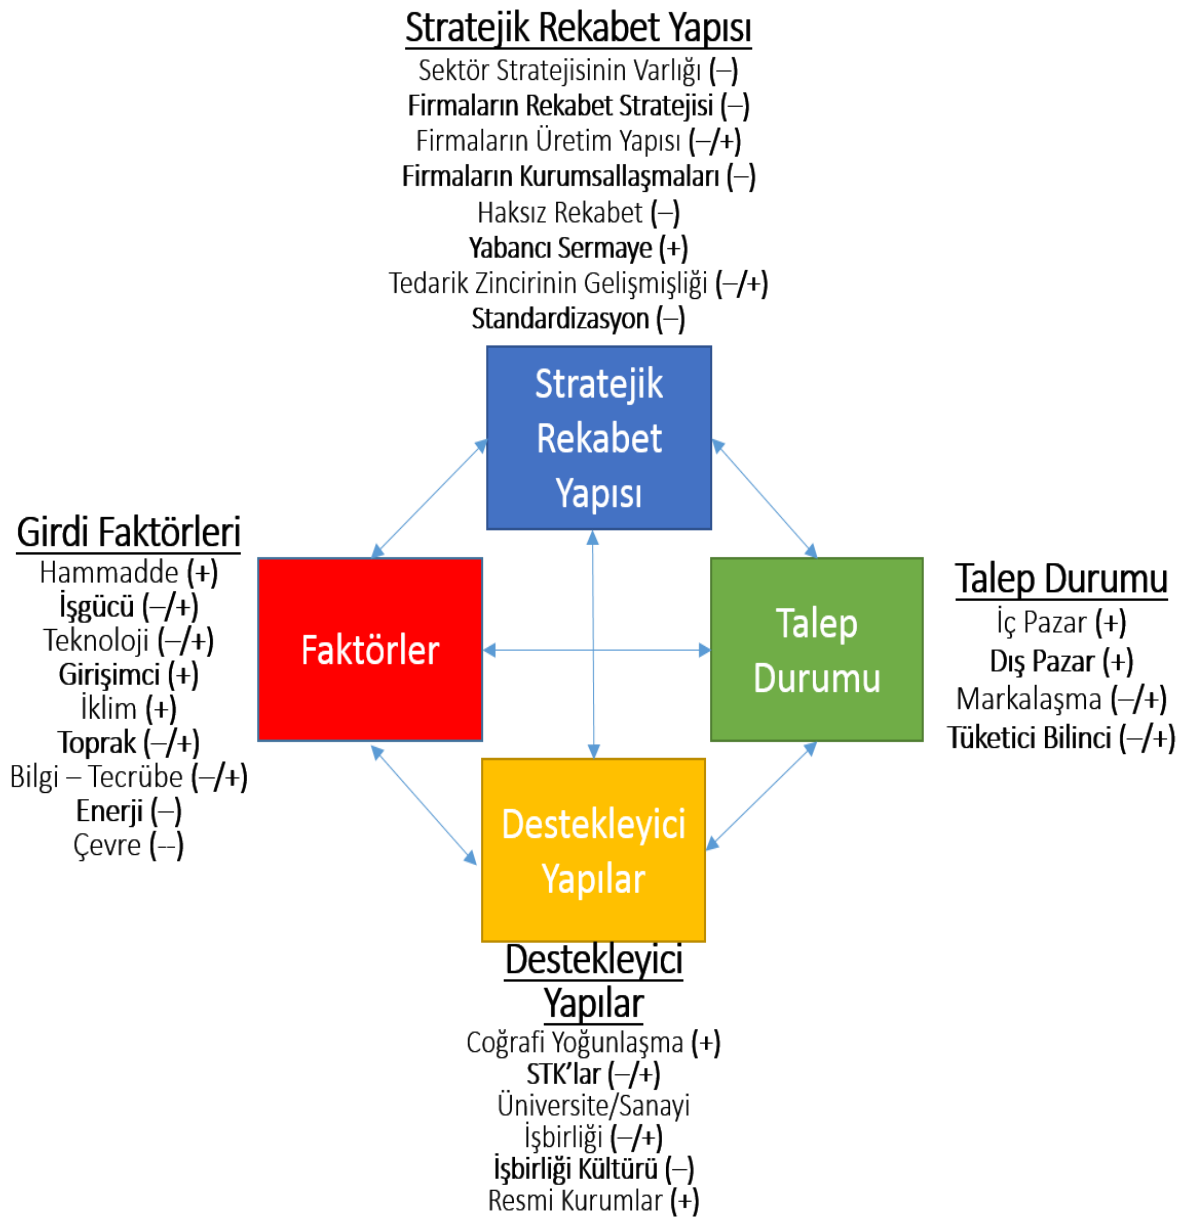 Stratejik Rekabet Yapısı
Sektör Stratejisinin Varlığı (–)
Firmaların Rekabet Stratejisi (–)
Firmaların Üretim Yapısı (–/+)
Firmaların Kurumsallaşmaları (–)
Haksız Rekabet (–)
Yabancı Sermaye (+)
Tedarik Zincirinin Gelişmişliği (–/+)
Standardizasyon (–)
Stratejik
Rekabet
Yapısı
Girdi Faktörleri
Hammadde (+)
İşgücü (–/+)
Teknoloji (–/+)
Girişimci (+)
İklim (+)
Toprak (–/+)
Bilgi – Tecrübe (–/+)
Enerji (–)
Çevre (--)
Faktörler
Talep
Durumu
Talep Durumu
İç Pazar (+)
Dış Pazar (+)
Markalaşma (–/+)
Tüketici Bilinci (–/+)
Destekleyici
Yapılar
Destekleyici
Yapılar
Coğrafi Yoğunlaşma (+)
STK’lar (–/+)
Üniversite/Sanayi
İşbirliği (–/+)
İşbirliği Kültürü (–)
Resmi Kurumlar (+)